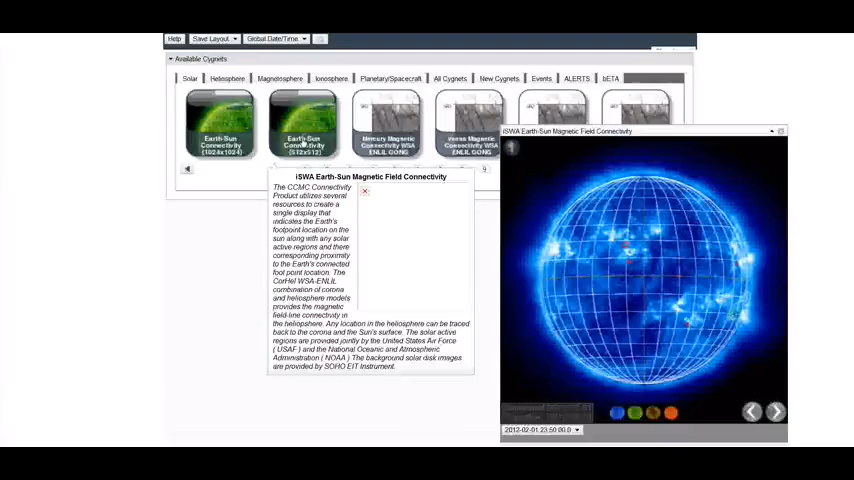 Help Save Layout Global Date/Time
Available Cygnets
Solar Heliosphere Magnetosphere Ionosphere Planetary/Spacecraft All Cygnets New Cygnets Events ALERTS bETA
Earth-Sun Connectivity (1024x1024)
Earth-Sun Connectivity (512x512)
Mercury Magnetic Connectivity WSA ENLIL GONG
Venus Magnetic Connectivity WSA ENLIL GONG
iSWA Earth-Sun Magnetic Field Connectivity
The CCMC Connectivity
Product utilizes several
resources to create a
single display that
indicates the Earth's
footpoint location on the
sun along with any solar
active regions and there
corresponding proximity
to the Earth's connected
foot point location. The
CorHel WSA-ENLIL
combination of corona
and heliosphere models
provides the magnetic
field-line connectivity in
the heliopshere. Any location in the heliosphere can be traced
back to the corona and the Sun's surface. The solar active
regions are provided jointly by the United States Air Force
( USAF ) and the National Oceanic and Atmospheric
Administration ( NOAA ) The background solar disk images
are provided by SOHO EIT Instrument.
iSWA Earth-Sun Magnetic Field Connectivity
2012-02-01 23:50:00.0